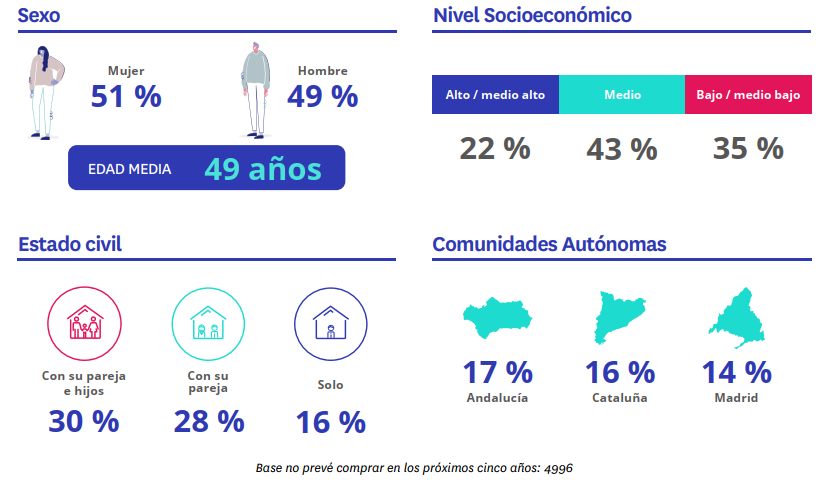 Sexo
Mujer
51 %
Hombre
49 %
EDAD MEDIA 49 años
Nivel Socioeconómico
Alto / medio alto
Medio
Bajo / medio bajo
22 %
43 %
35 %
Estado civil
Con su pareja
e hijos
30 %
Con su
pareja
28 %
Solo
16 %
Comunidades Autónomas
17 %
Andalucía
16 %
Cataluña
14 %
Madrid
Base no prevé comprar en los próximos cinco años: 4996